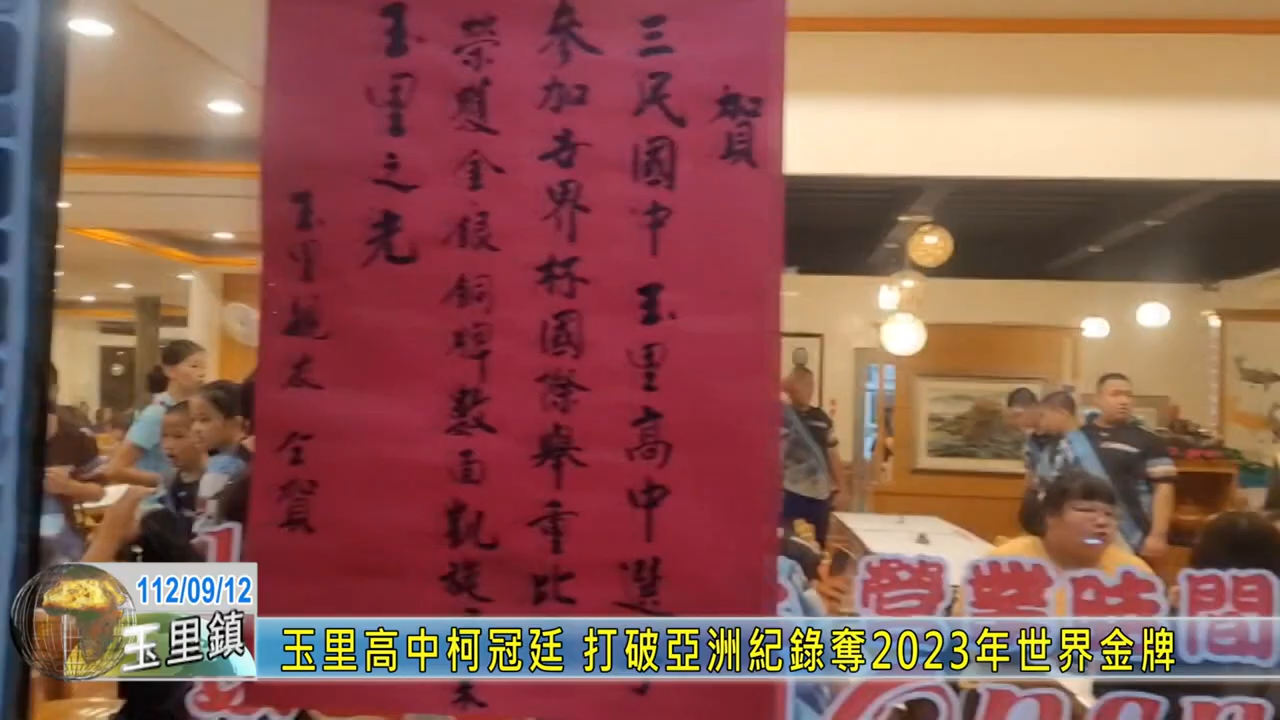 賀
三民國中 玉里高中選
參加世界杯國際舉重比
榮獲金銀銅牌數面凱旋
玉里之光
玉里親友 仝賀
營業時間
Open
112/09/12
玉里鎮
玉里高中柯冠廷 打破亞洲紀錄奪2023年世界金牌